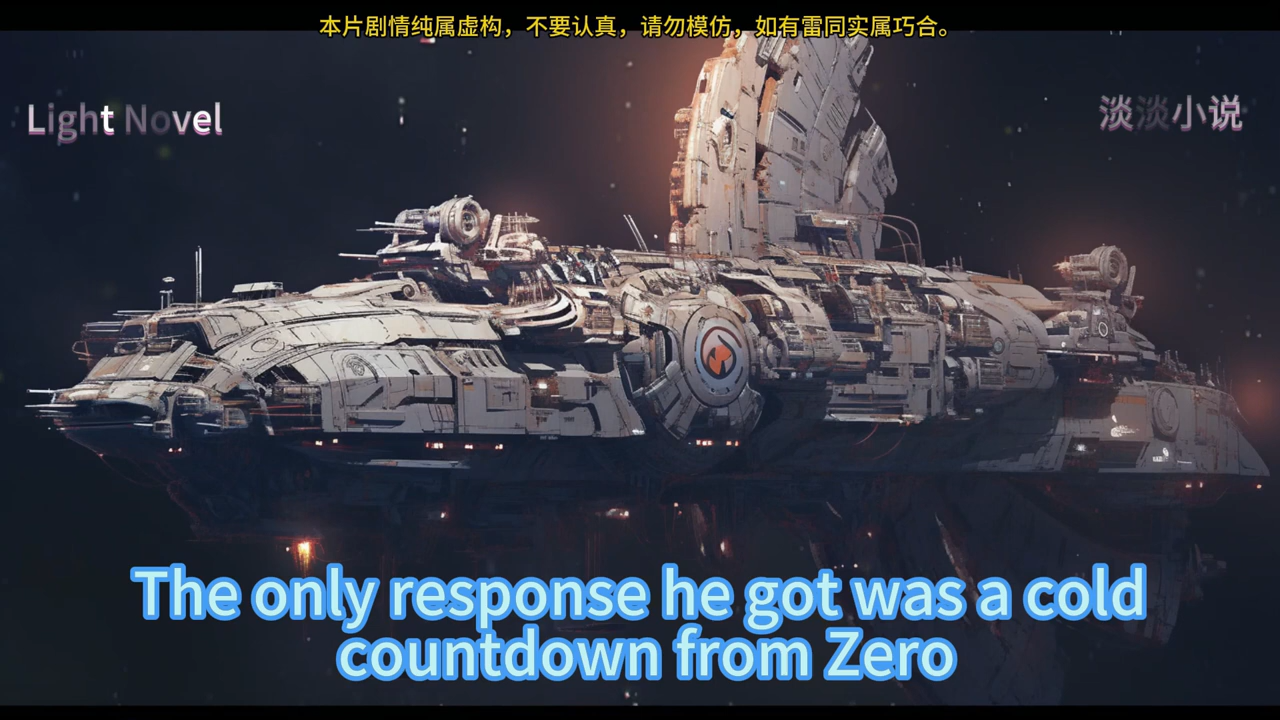 本片剧情纯属虚构，不要认真，请勿模仿，如有雷同实属巧合。
Light Novel
淡淡小说
The only response he got was a cold
countdown from Zero